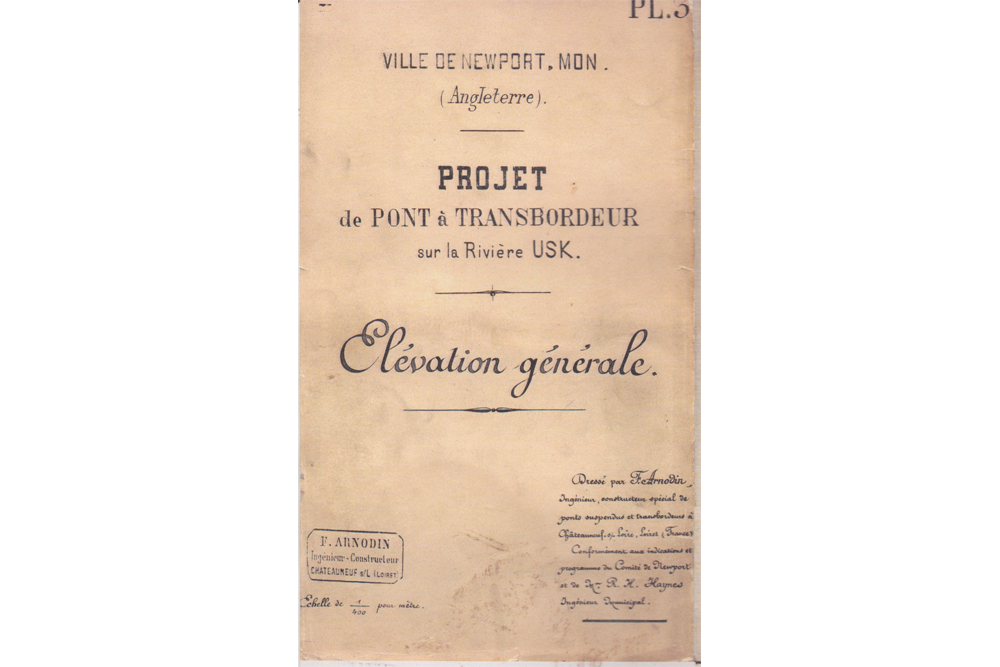 PL.3
VILLE DE NEWPORT, MON.
(Angleterre).
PROJET
de PONT à TRANSBORDEUR
sur la Rivière USK.
Elévation générale.
Dressé par F. Arnodin,
Ingénieur, constructeur spécial de
ponts suspendus et transbordeurs à
Châteauneuf, s/ Loire, Loiret (France)
Conformément aux indications et
programme du Comité de Newport
et de Mr. R. H. Haynes
Ingénieur Municipal.
F. ARNODIN
Ingénieur-Constructeur
CHATEAUNEUF s/L (LOIRET)
Echelle de 1/400 pour mètre.